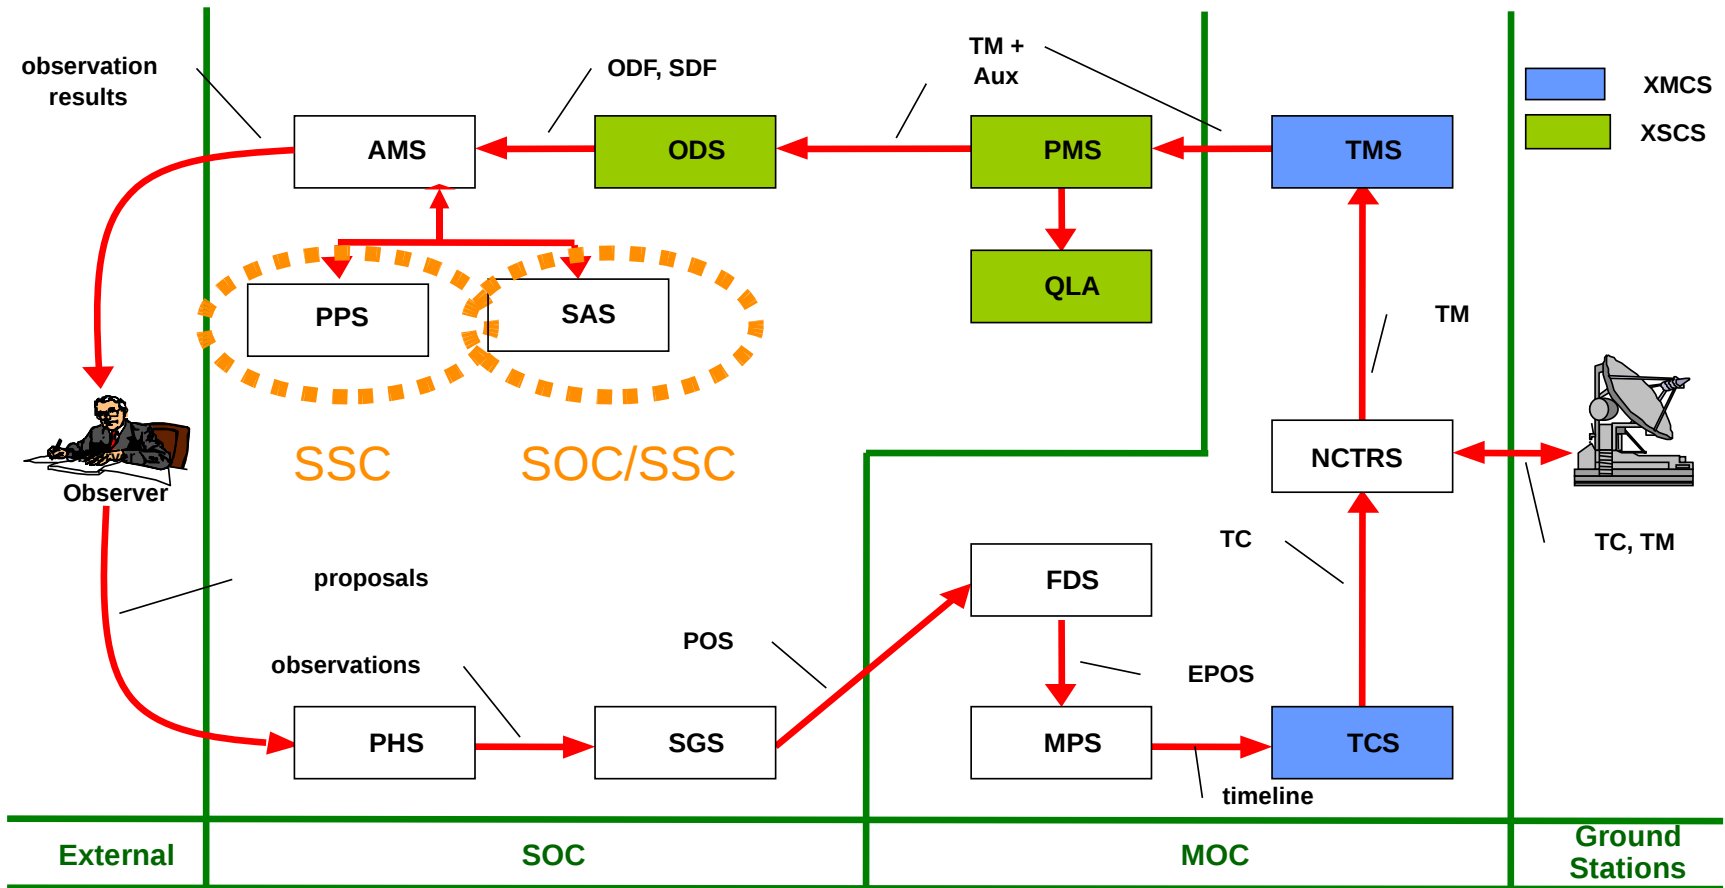 observation
results
ODF, SDF
TM +
Aux
XMCS
XSCS
AMS
ODS
PMS
TMS
QLA
PPS
SAS
TM
SSC
SOC/SSC
NCTRS
Observer
TC
TC, TM
proposals
FDS
POS
observations
EPOS
PHS
SGS
MPS
TCS
timeline
External
SOC
MOC
Ground
Stations